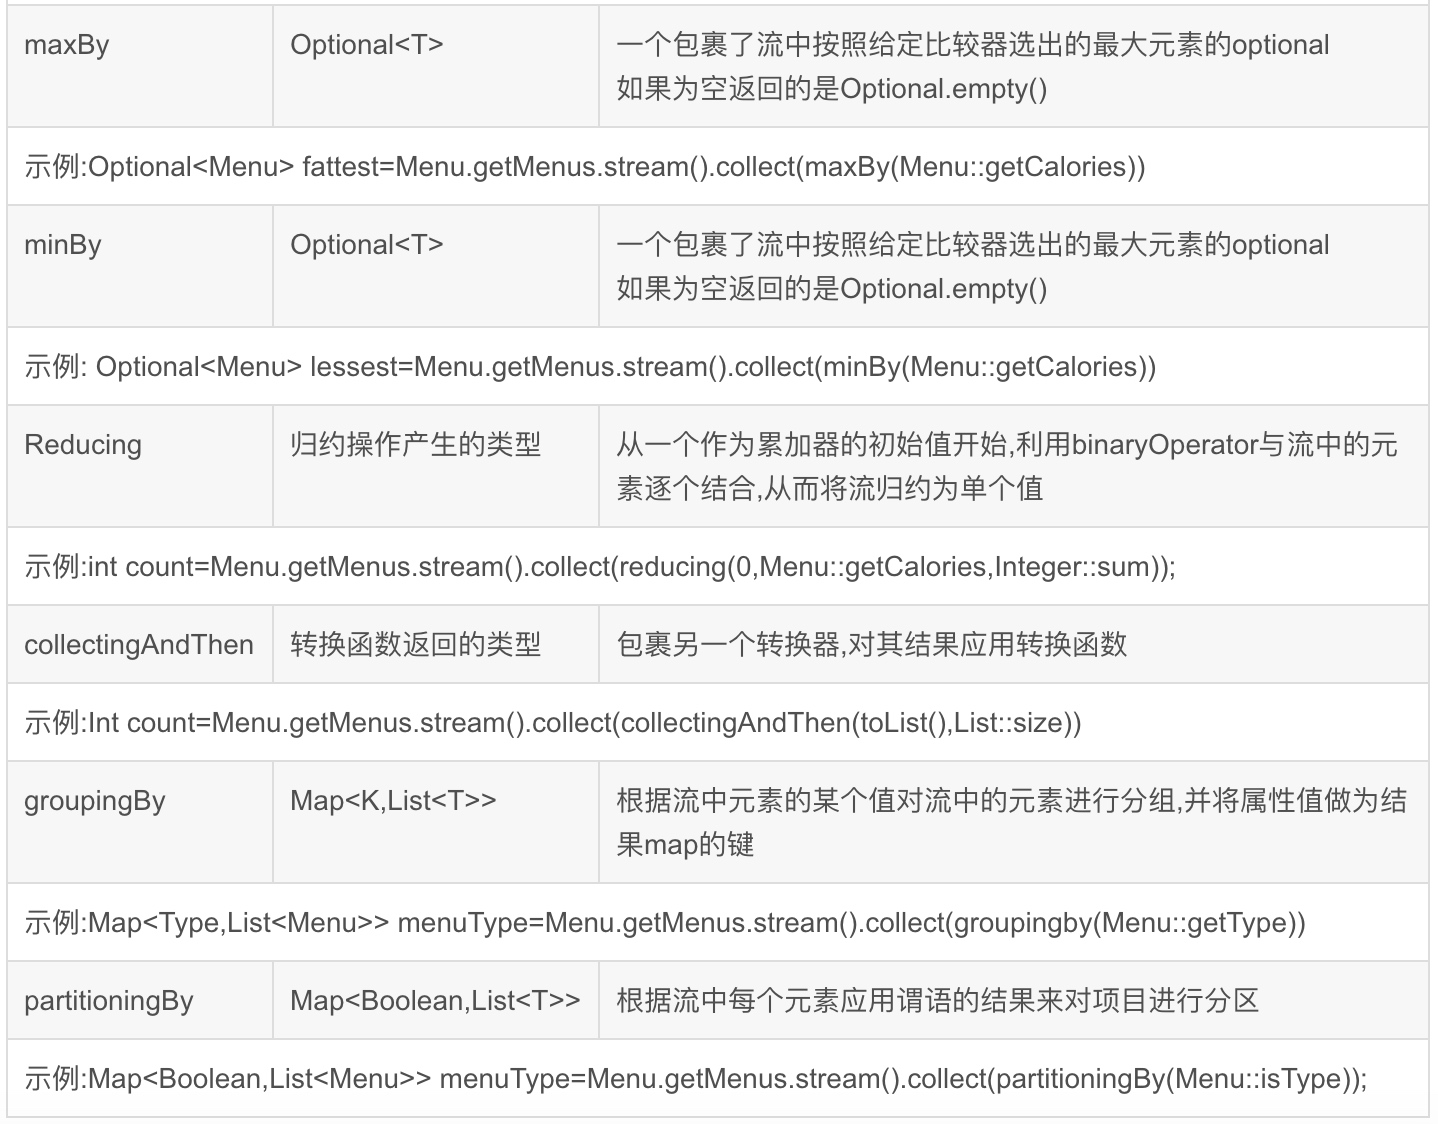 maxBy Optional<T> 一个包裹了流中按照给定比较器选出的最大元素的optional
如果为空返回的是Optional.empty()
示例:Optional<Menu> fattest=Menu.getMenus.stream().collect(maxBy(Menu::getCalories))
minBy Optional<T> 一个包裹了流中按照给定比较器选出的最大元素的optional
如果为空返回的是Optional.empty()
示例: Optional<Menu> lessest=Menu.getMenus.stream().collect(minBy(Menu::getCalories))
Reducing 归约操作产生的类型 从一个作为累加器的初始值开始,利用binaryOperator与流中的元
素逐个结合,从而将流归约为单个值
示例:int count=Menu.getMenus.stream().collect(reducing(0,Menu::getCalories,Integer::sum));
collectingAndThen 转换函数返回的类型 包裹另一个转换器,对其结果应用转换函数
示例:Int count=Menu.getMenus.stream().collect(collectingAndThen(toList(),List::size))
groupingBy Map<K,List<T>> 根据流中元素的某个值对流中的元素进行分组,并将属性值做为结
果map的键
示例:Map<Type,List<Menu>> menuType=Menu.getMenus.stream().collect(groupingby(Menu::getType))
partitioningBy Map<Boolean,List<T>> 根据流中每个元素应用谓语的结果来对项目进行分区
示例:Map<Boolean,List<Menu>> menuType=Menu.getMenus.stream().collect(partitioningBy(Menu::isType));